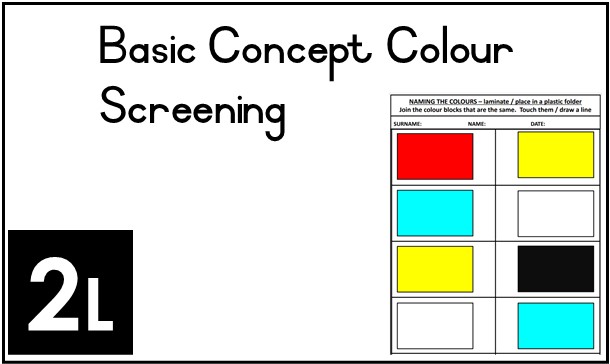 Basic Concept Colour
Screening
NAMING THE COLOURS – laminate / place in a plastic folder
Join the colour blocks that are the same. Touch them / draw a line
SURNAME: NAME: DATE:
2L